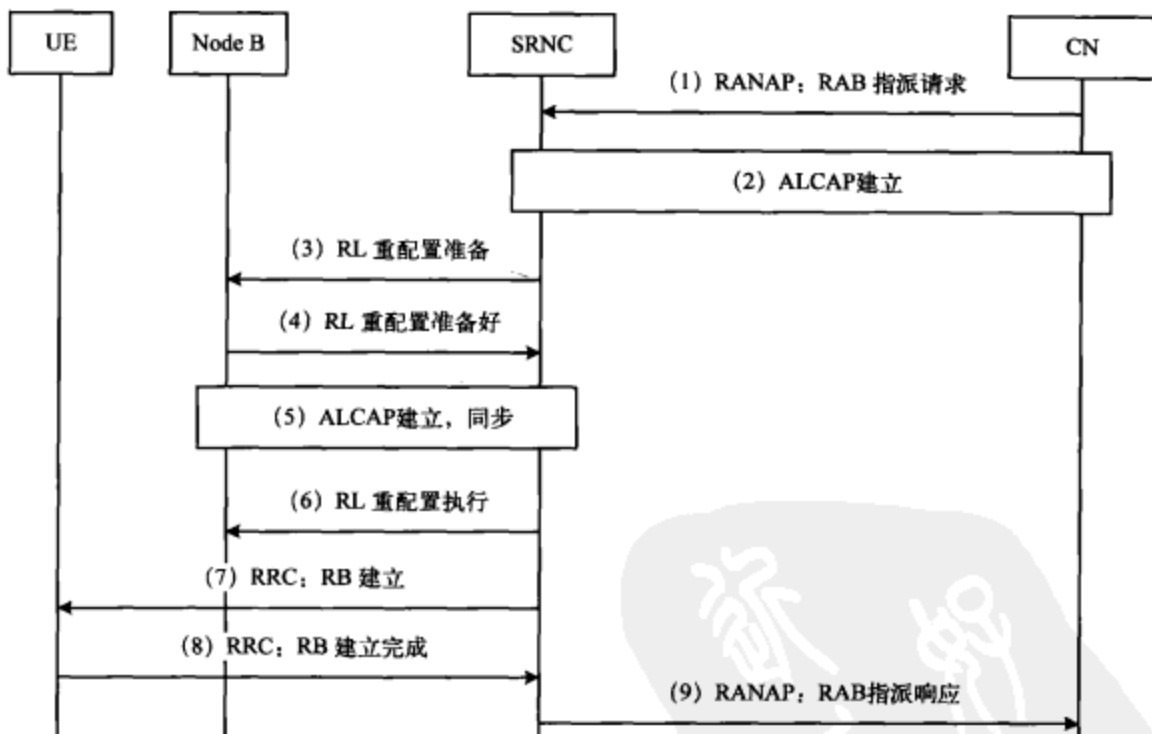 UE
Node B
SRNC
CN
(1) RANAP: RAB 指派请求
(2) ALCAP建立
(3) RL 重配置准备
(4) RL 重配置准备好
(5) ALCAP建立，同步
(6) RL 重配置执行
(7) RRC: RB 建立
(8) RRC: RB 建立完成
(9) RANAP: RAB指派响应